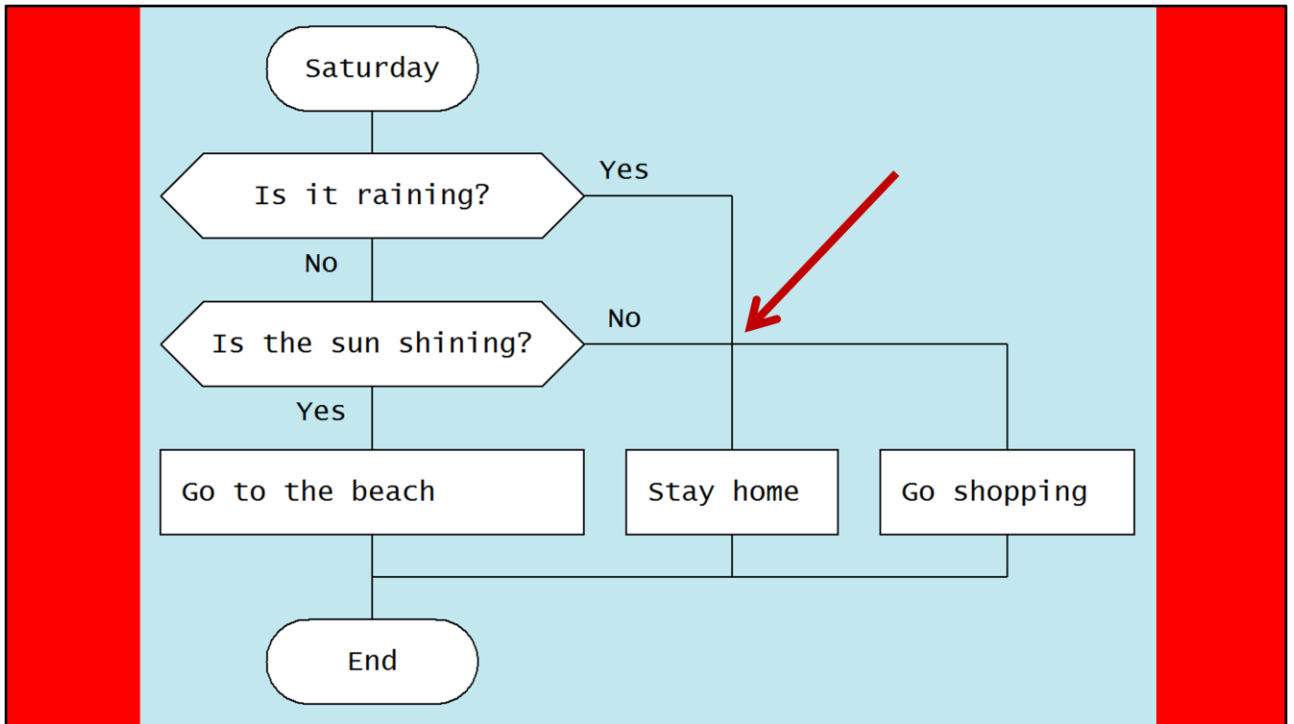 Saturday
Is it raining?
Yes
No
Is the sun shining?
No
Yes
Go to the beach
Stay home
Go shopping
End